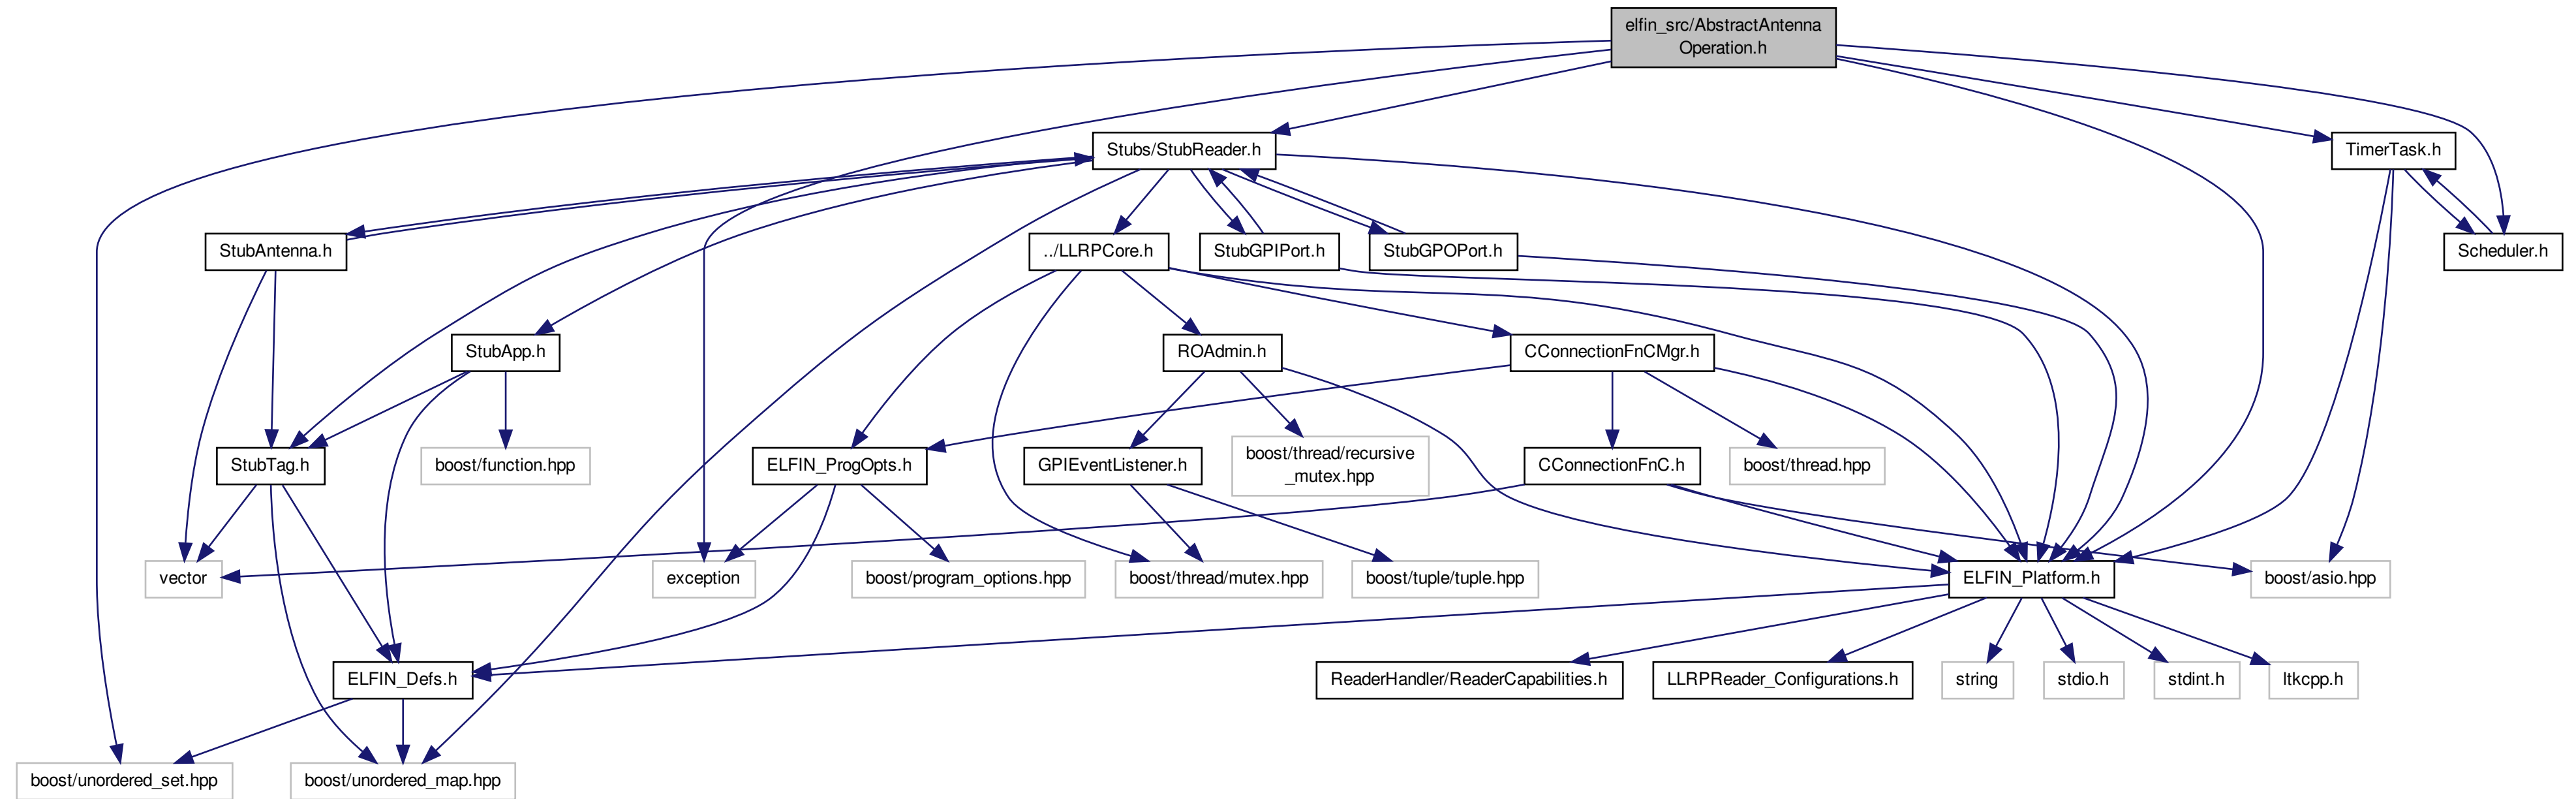 elfin_src/AbstractAntenna
Operation.h
Stubs/StubReader.h
TimerTask.h
StubAntenna.h
../LLRPCore.h
StubGPIPort.h
StubGPOPort.h
Scheduler.h
StubApp.h
ROAdmin.h
CConnectionFnCMgr.h
StubTag.h
boost/function.hpp
ELFIN_ProgOpts.h
GPIEventListener.h
boost/thread/recursive
_mutex.hpp
CConnectionFnC.h
boost/thread.hpp
vector
exception
boost/program_options.hpp
boost/thread/mutex.hpp
boost/tuple/tuple.hpp
ELFIN_Platform.h
boost/asio.hpp
ELFIN_Defs.h
ReaderHandler/ReaderCapabilities.h
LLRPReader_Configurations.h
string
stdio.h
stdint.h
ltkcpp.h
boost/unordered_set.hpp
boost/unordered_map.hpp